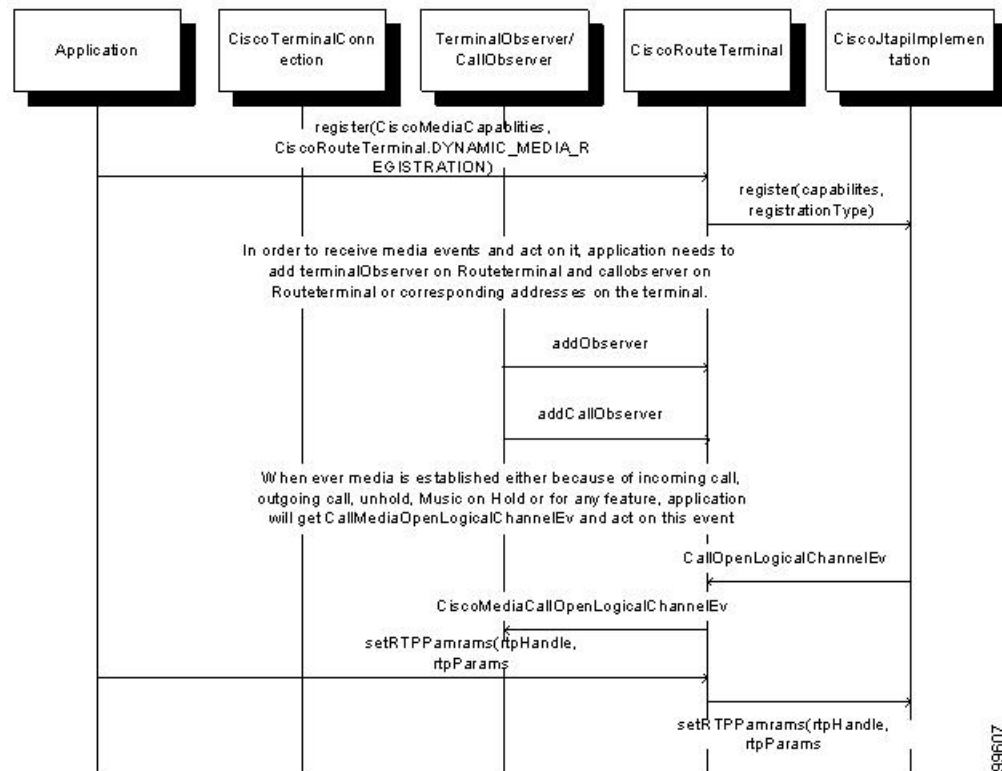 Application
CiscoTerminalConn
ection
TerminalObserver/
CallObserver
CiscoRouteTerminal
CiscoJtapiImplemen
tation
register(CiscoMediaCapablities,
CiscoRouteTerminal.DYNAMIC_MEDIA_R
EGISTRATION)
register(capabilites,
registrationType)
In order to receive media events and act on it, application needs to
add terminalObserver on Routeterminal and callobserver on
Routeterminal or corresponding addresses on the terminal.
addObserver
addCallObserver
When ever media is established either because of incoming call,
outgoing call, unhold, Music on Hold or for any feature, application
will get CallMediaOpenLogicalChannelEv and act on this event
CallOpenLogicalChannelEv
CiscoMediaCallOpenLogicalChannelEv
setRTPPamrams(rtpHandle,
rtpParams
setRTPPamrams(rtpHandle,
rtpParams
99607